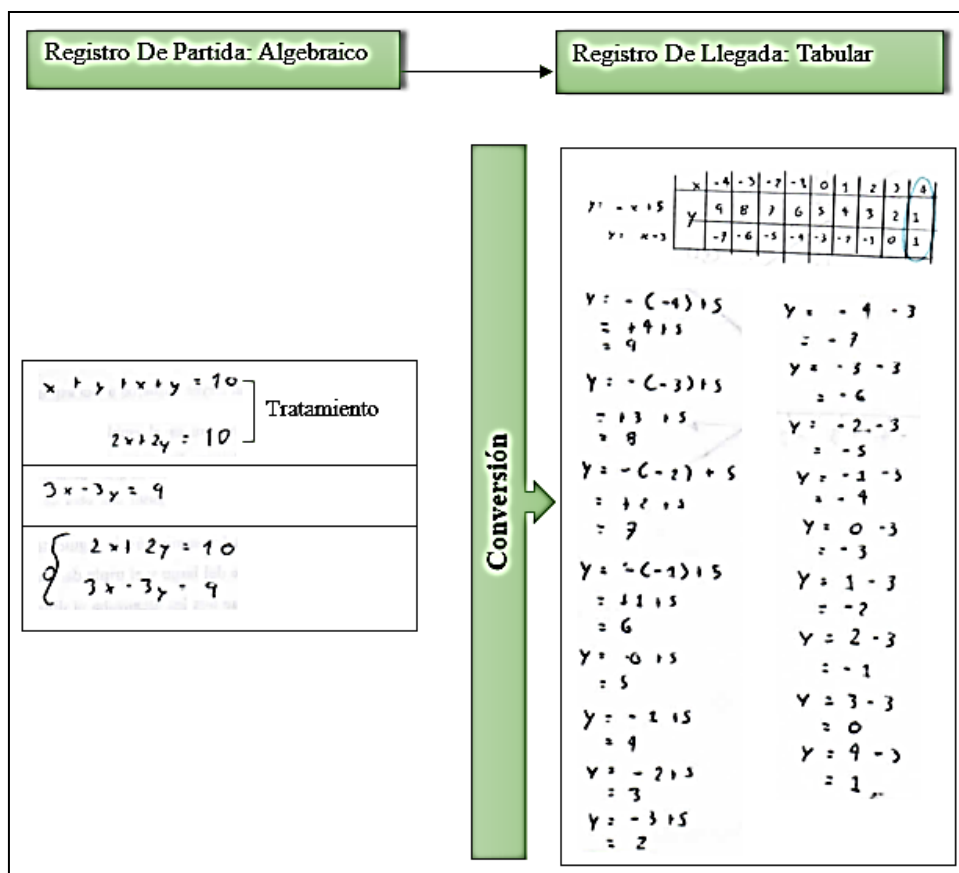 Registro De Partida: Algebraico
Registro De Llegada: Tabular
x + y + x + y = 10
Tratamiento
2x + 2y = 10
3x - 3y = 9
2x + 2y = 10
3x - 3y = 9
Conversión
x -4 -3 -2 -1 0 1 2 3 4
y = -x + 5 y 9 8 7 6 5 4 3 2 1
y = x - 3 -7 -6 -5 -4 -3 -2 -1 0 1
y = -(-4) + 5
= +4 + 5
= 9
y = -(-3) + 5
= +3 + 5
= 8
y = -(-2) + 5
= +2 + 5
= 7
y = -(-1) + 5
= +1 + 5
= 6
y = -0 + 5
= 5
y = -1 + 5
= 4
y = -2 + 5
= 3
y = -3 + 5
= 2
y = -4 - 3
= -7
y = -3 - 3
= -6
y = -2 - 3
= -5
y = -1 - 3
= -4
y = 0 - 3
= -3
y = 1 - 3
= -2
y = 2 - 3
= -1
y = 3 - 3
= 0
y = 4 - 3
= 1